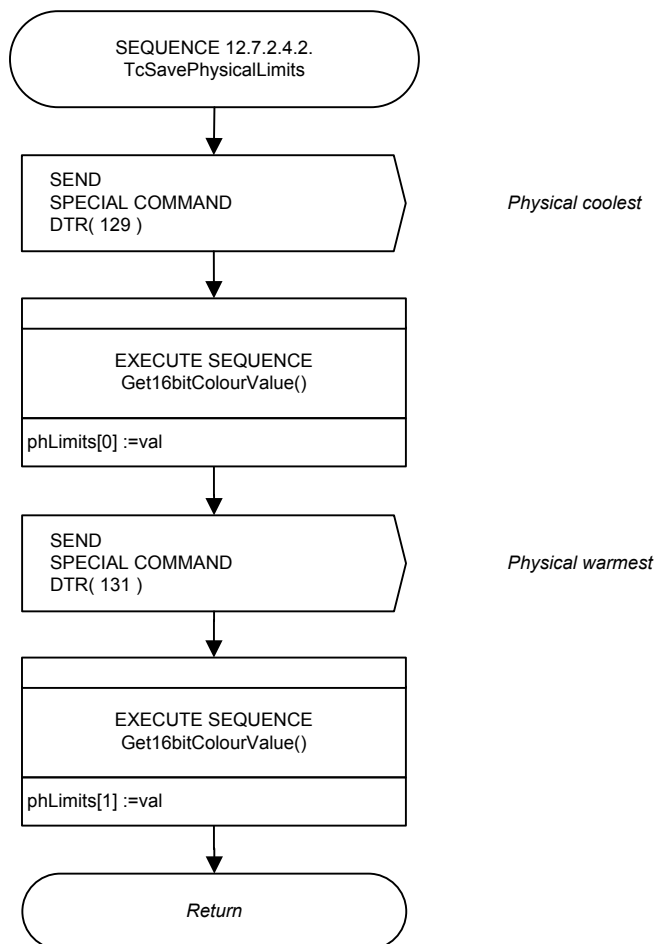 SEQUENCE 12.7.2.4.2.
TcSavePhysicalLimits
SEND
SPECIAL COMMAND
DTR( 129 )
Physical coolest
EXECUTE SEQUENCE
Get16bitColourValue()
phLimits[0] :=val
SEND
SPECIAL COMMAND
DTR( 131 )
Physical warmest
EXECUTE SEQUENCE
Get16bitColourValue()
phLimits[1] :=val
Return